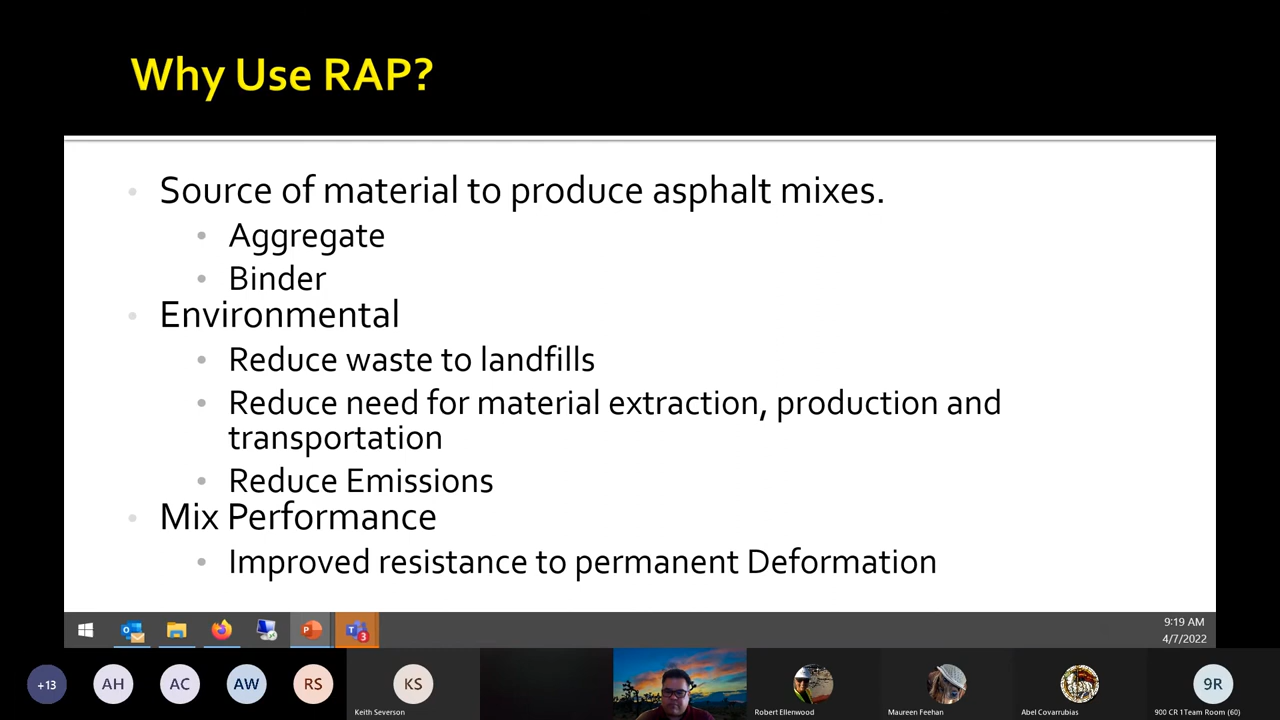 Why Use RAP?
Source of material to produce asphalt mixes.
Aggregate
Binder
Environmental
Reduce waste to landfills
Reduce need for material extraction, production and
transportation
Reduce Emissions
Mix Performance
Improved resistance to permanent Deformation
3
9:19 AM
4/7/2022
+13
AH
AC
AW
RS
KS
9R
Keith Severson
Robert Ellenwood
Maureen Feehan
Abel Covarrubias
900 CR 1Team Room (60)